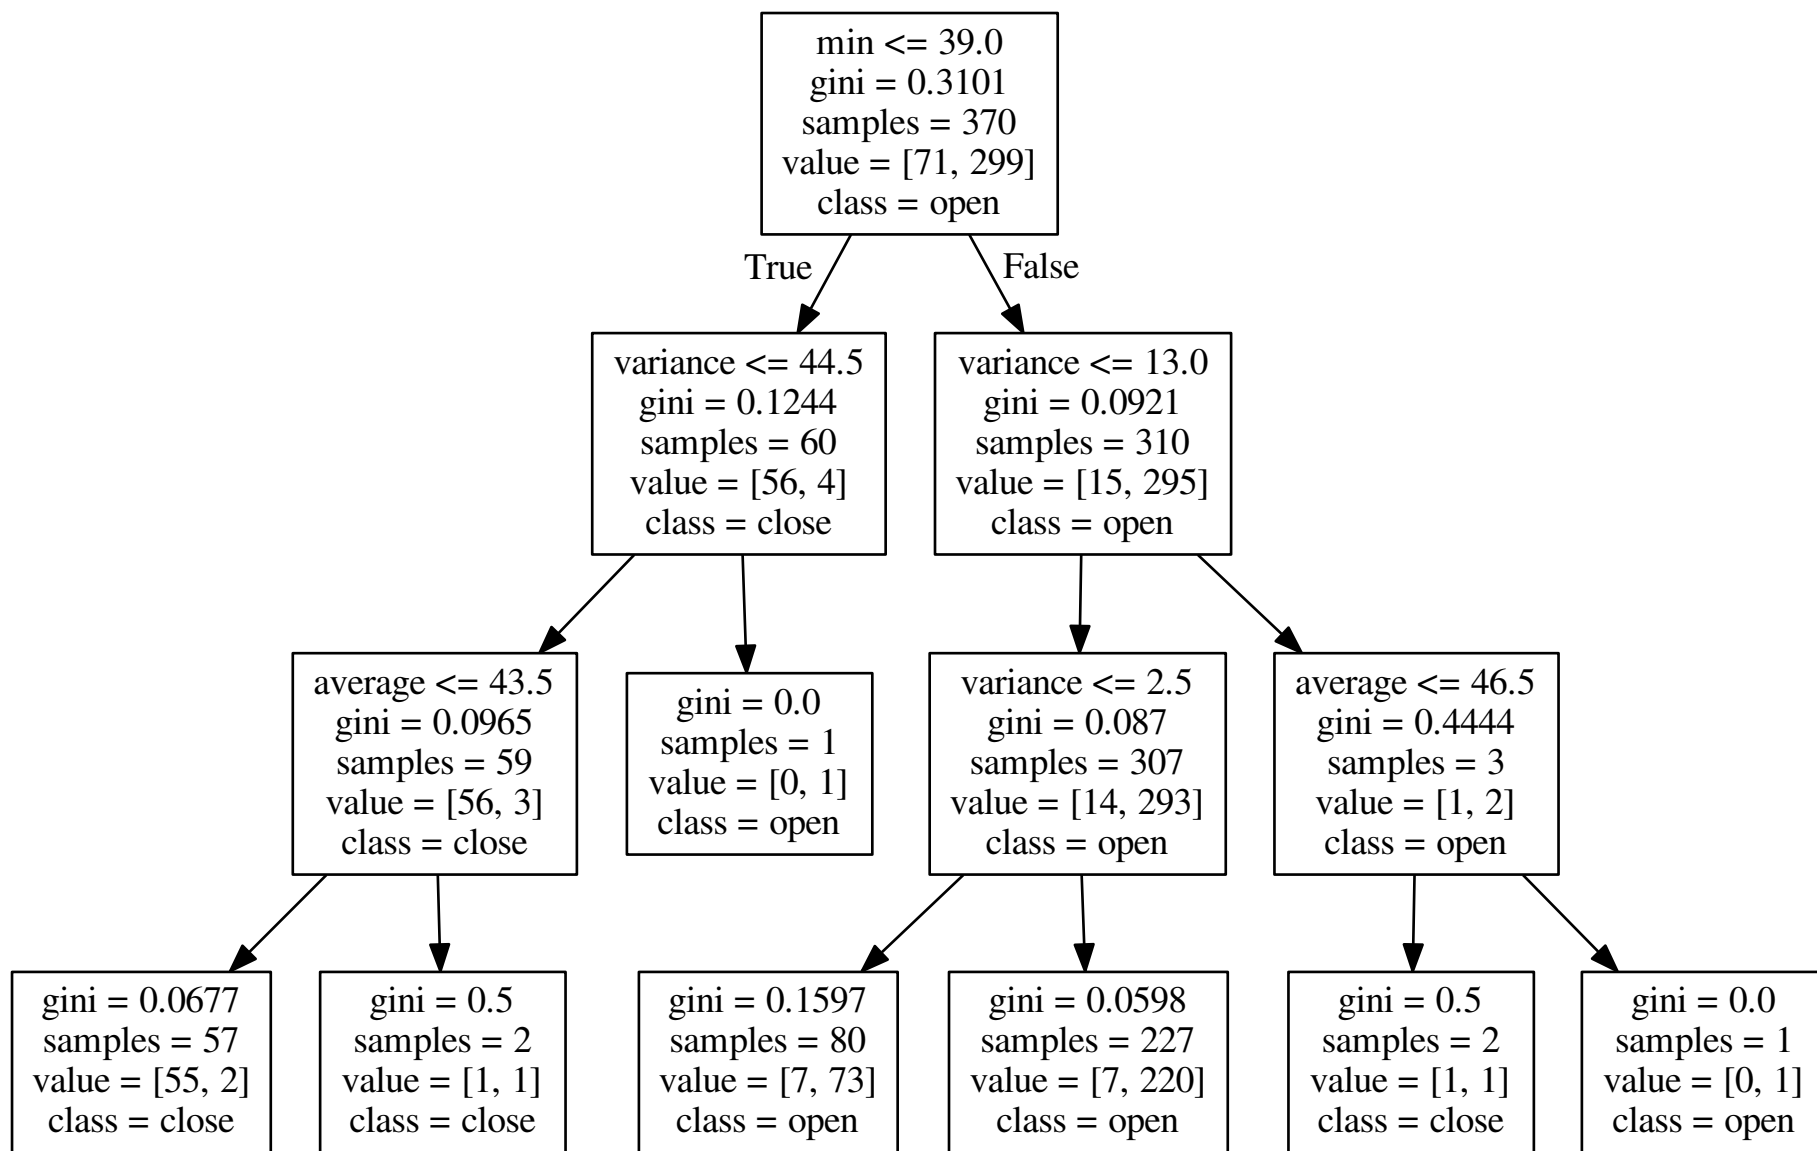 min <= 39.0
gini = 0.3101
samples = 370
value = [71, 299]
class = open
True
False
variance <= 44.5
gini = 0.1244
samples = 60
value = [56, 4]
class = close
variance <= 13.0
gini = 0.0921
samples = 310
value = [15, 295]
class = open
average <= 43.5
gini = 0.0965
samples = 59
value = [56, 3]
class = close
gini = 0.0
samples = 1
value = [0, 1]
class = open
variance <= 2.5
gini = 0.087
samples = 307
value = [14, 293]
class = open
average <= 46.5
gini = 0.4444
samples = 3
value = [1, 2]
class = open
gini = 0.0677
samples = 57
value = [55, 2]
class = close
gini = 0.5
samples = 2
value = [1, 1]
class = close
gini = 0.1597
samples = 80
value = [7, 73]
class = open
gini = 0.0598
samples = 227
value = [7, 220]
class = open
gini = 0.5
samples = 2
value = [1, 1]
class = close
gini = 0.0
samples = 1
value = [0, 1]
class = open